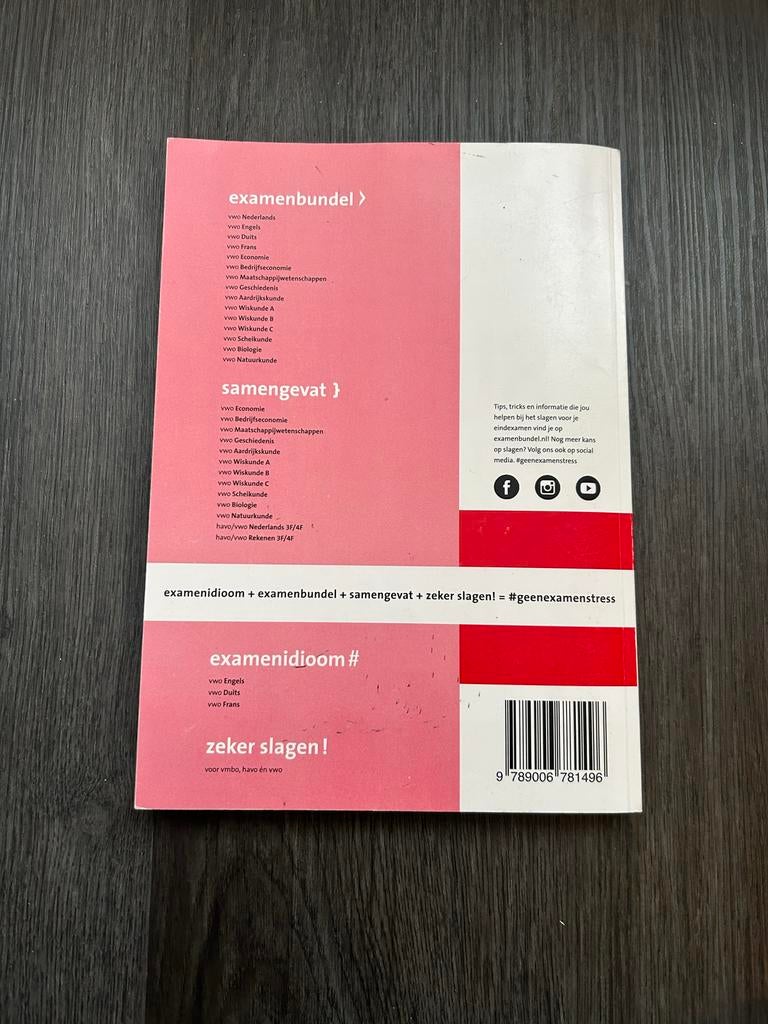 examenbundel >
vwo Nederlands
vwo Engels
vwo Duits
vwo Frans
vwo Economie
vwo Bedrijfseconomie
vwo Maatschappijwetenschappen
vwo Geschiedenis
vwo Aardrijkskunde
vwo Wiskunde A
vwo Wiskunde B
vwo Wiskunde C
vwo Scheikunde
vwo Biologie
vwo Natuurkunde
samengevat }
vwo Economie
vwo Bedrijfseconomie
vwo Maatschappijwetenschappen
vwo Geschiedenis
vwo Aardrijkskunde
vwo Wiskunde A
vwo Wiskunde B
vwo Wiskunde C
vwo Scheikunde
vwo Biologie
vwo Natuurkunde
havo/vwo Nederlands 3F/4F
havo/vwo Rekenen 3F/4F
Tips, tricks en informatie die jou
helpen bij het slagen voor je
eindexamen vind je op
examenbundel.nl! Nog meer kans
op slagen? Volg ons ook op social
media. #geenexamenstress
examenidioom + examenbundel + samengevat + zeker slagen! = #geenexamenstress
examenidioom #
vwo Engels
vwo Duits
vwo Frans
zeker slagen !
voor vmbo, havo én vwo
9 789006 781496